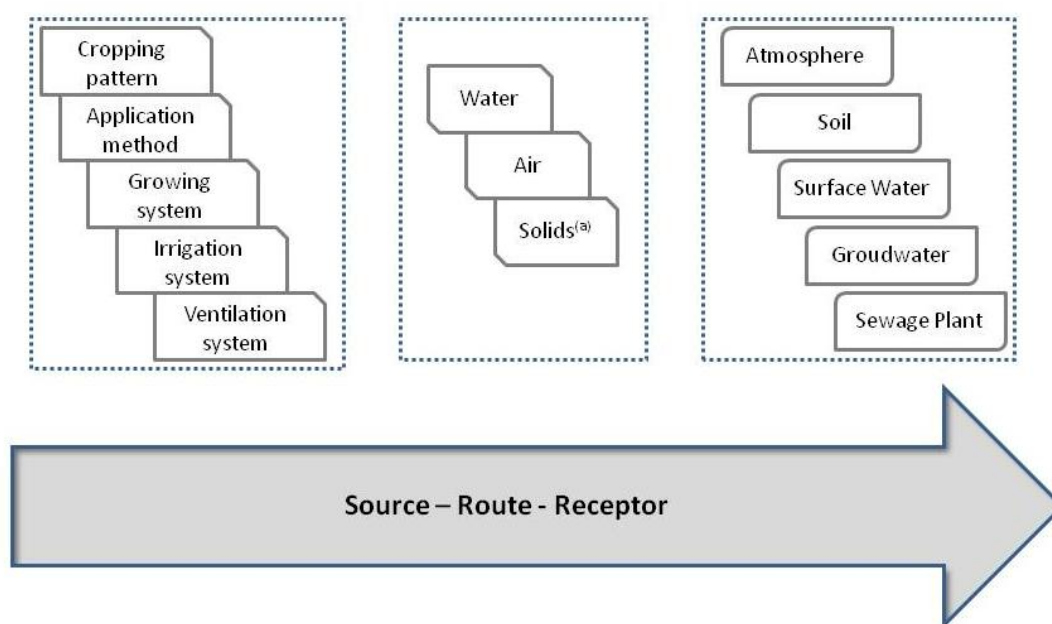 Cropping
pattern
Application
method
Growing
system
Irrigation
system
Ventilation
system
Water
Air
Solids(a)
Atmosphere
Soil
Surface Water
Groudwater
Sewage Plant
Source – Route - Receptor